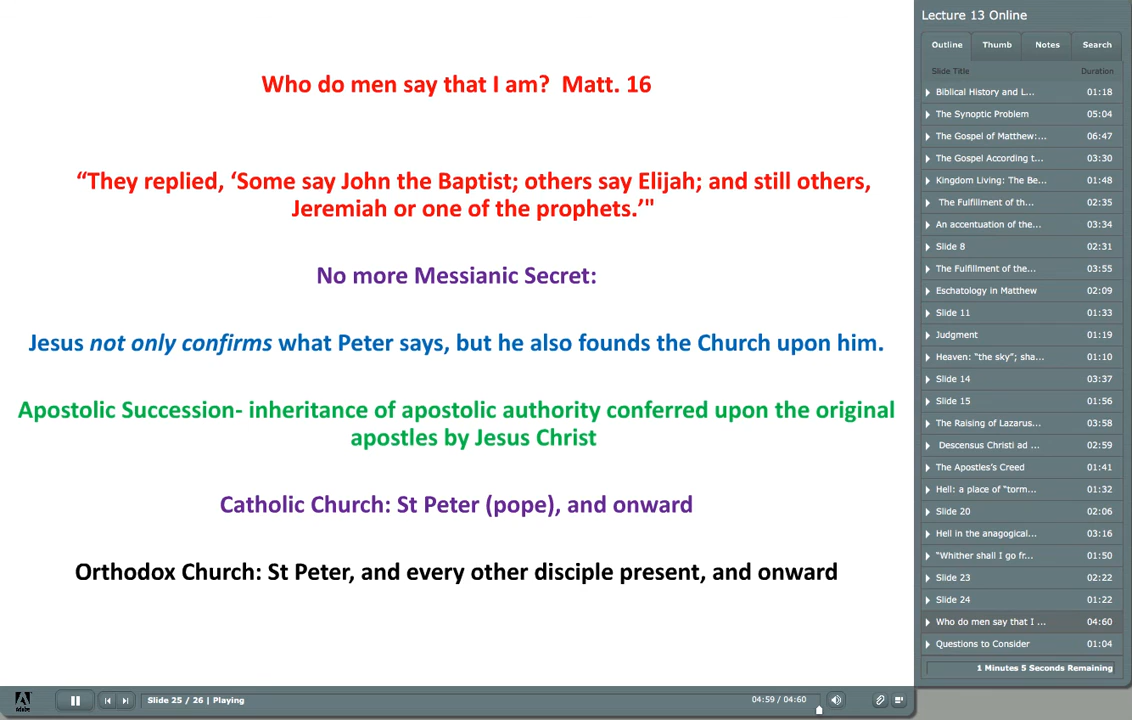 Who do men say that I am?  Matt. 16
“They replied, ‘Some say John the Baptist; others say Elijah; and still others,
Jeremiah or one of the prophets.’"
No more Messianic Secret:
Jesus not only confirms what Peter says, but he also founds the Church upon him.
Apostolic Succession- inheritance of apostolic authority conferred upon the original
apostles by Jesus Christ
Catholic Church: St Peter (pope), and onward
Orthodox Church: St Peter, and every other disciple present, and onward
Lecture 13 Online
Outline Thumb Notes Search
Slide Title Duration
Biblical History and L... 01:18
The Synoptic Problem 05:04
The Gospel of Matthew:... 06:47
The Gospel According t... 03:30
Kingdom Living: The Be... 01:48
The Fulfillment of th... 02:35
An accentuation of the... 03:34
Slide 8 02:31
The Fulfillment of the... 03:55
Eschatology in Matthew 02:09
Slide 11 01:33
Judgment 01:19
Heaven: “the sky”; sha... 01:10
Slide 14 03:37
Slide 15 01:56
The Raising of Lazarus... 03:58
Descensus Christi ad ... 02:59
The Apostles’s Creed 01:41
Hell: a place of “torm... 01:32
Slide 20 02:06
Hell in the anagogical... 03:16
“Whither shall I go fr... 01:50
Slide 23 02:22
Slide 24 01:22
Who do men say that I ... 04:60
Questions to Consider 01:04
1 Minutes 5 Seconds Remaining
Adobe Slide 25 / 26 | Playing 04:59 / 04:60